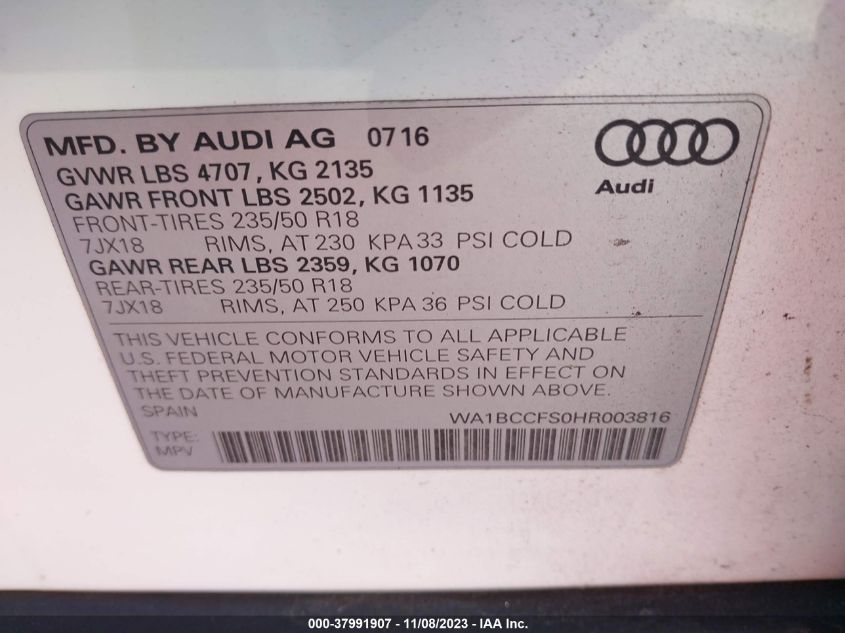 MFD. BY AUDI AG 0716
GVWR LBS 4707, KG 2135
GAWR FRONT LBS 2502, KG 1135
FRONT-TIRES 235/50 R18
7JX18 RIMS, AT 230 KPA 33 PSI COLD
GAWR REAR LBS 2359, KG 1070
REAR-TIRES 235/50 R18
7JX18 RIMS, AT 250 KPA 36 PSI COLD
Audi
THIS VEHICLE CONFORMS TO ALL APPLICABLE
U.S. FEDERAL MOTOR VEHICLE SAFETY AND
THEFT PREVENTION STANDARDS IN EFFECT ON
THE DATE OF MANUFACTURE SHOWN ABOVE.
SPAIN WA1BCCFS0HR003816
TYPE:
MPV
000-37991907 - 11/08/2023 - IAA Inc.